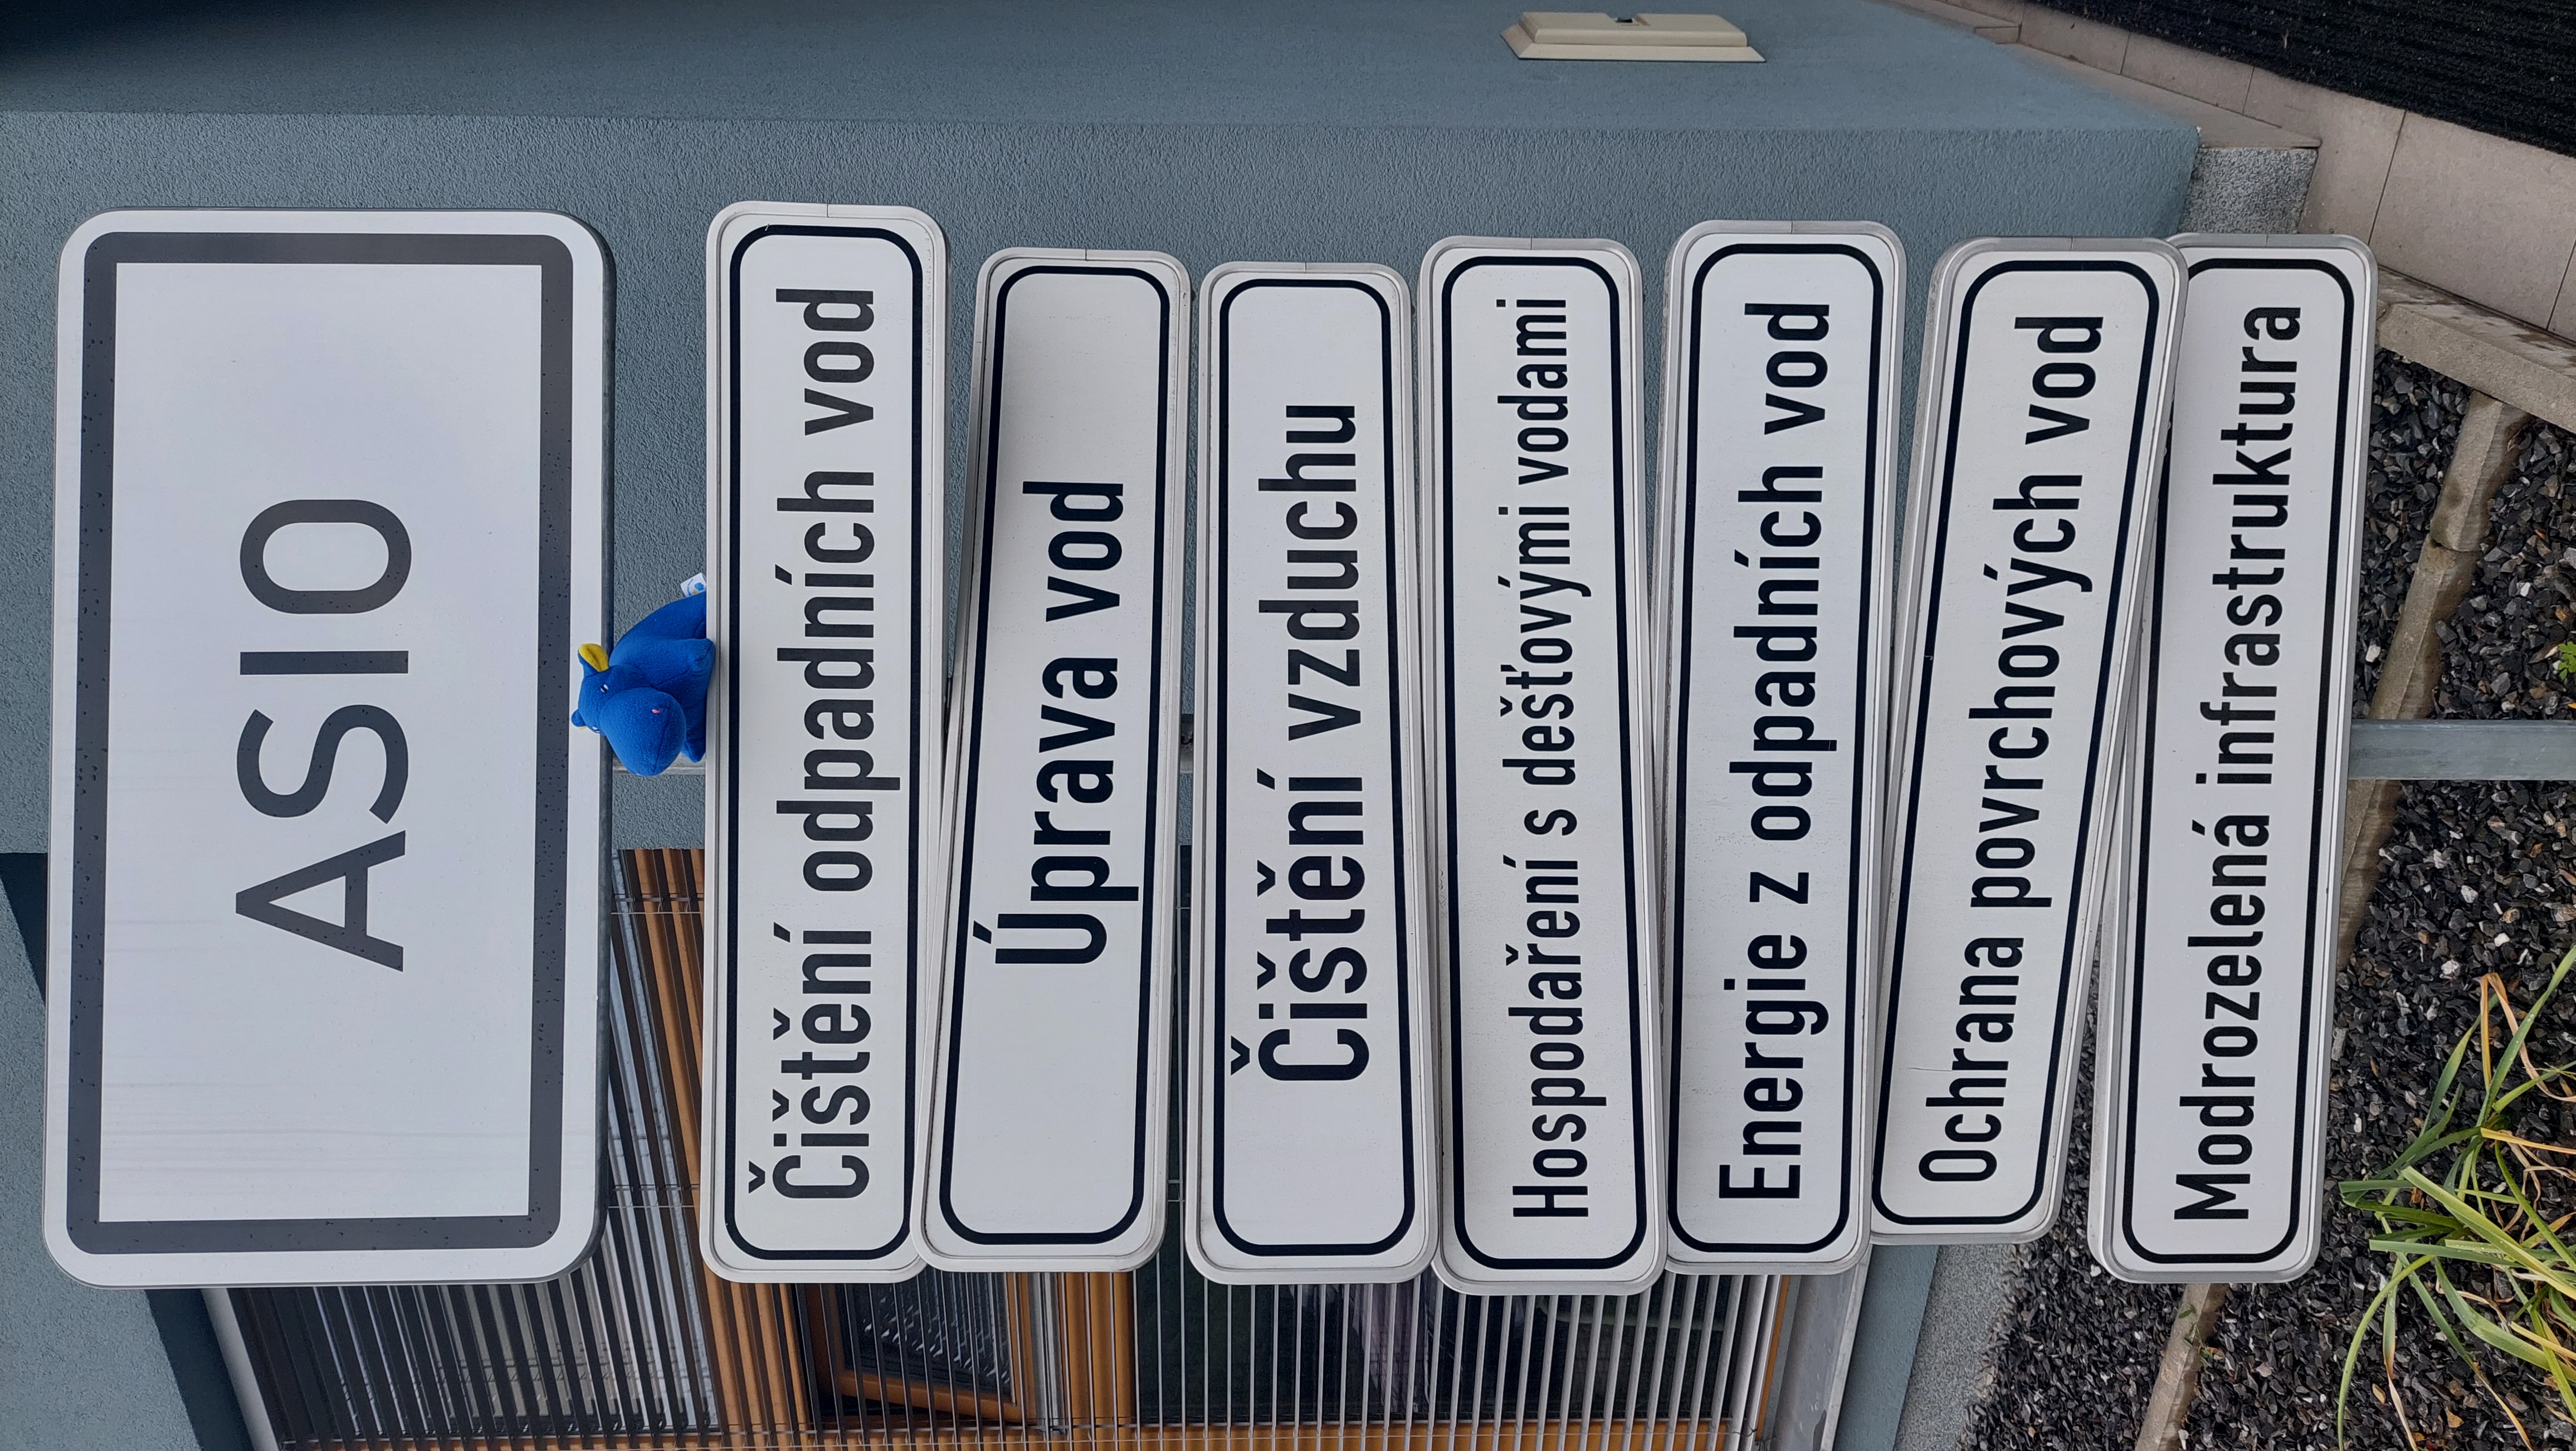 ASIO
Čištění odpadních vod
Úprava vod
Čištění vzduchu
Hospodaření s dešťovými vodami
Energie z odpadních vod
Ochrana povrchových vod
Modrozelená infrastruktura